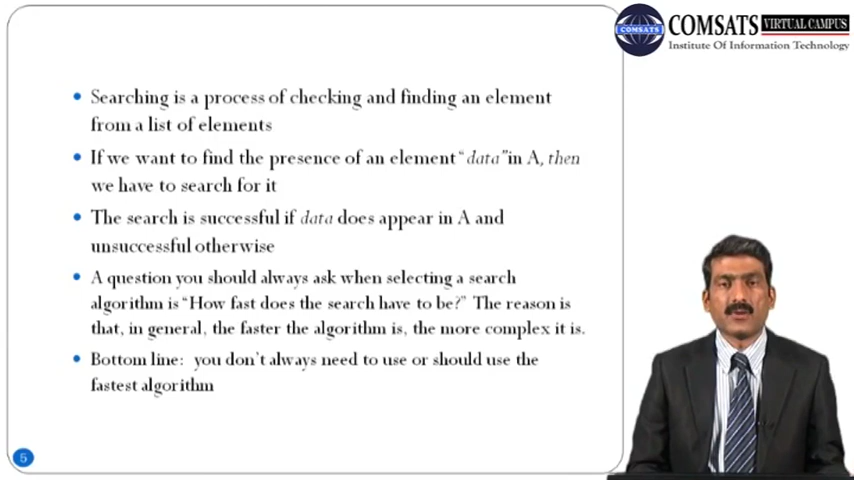 COMSATS
COMSATS VIRTUAL CAMPUS
Institute Of Information Technology
• Searching is a process of checking and finding an element
from a list of elements
• If we want to find the presence of an element “data” in A, then
we have to search for it
• The search is successful if data does appear in A and
unsuccessful otherwise
• A question you should always ask when selecting a search
algorithm is “How fast does the search have to be?” The reason is
that, in general, the faster the algorithm is, the more complex it is.
• Bottom line: you don’t always need to use or should use the
fastest algorithm
5